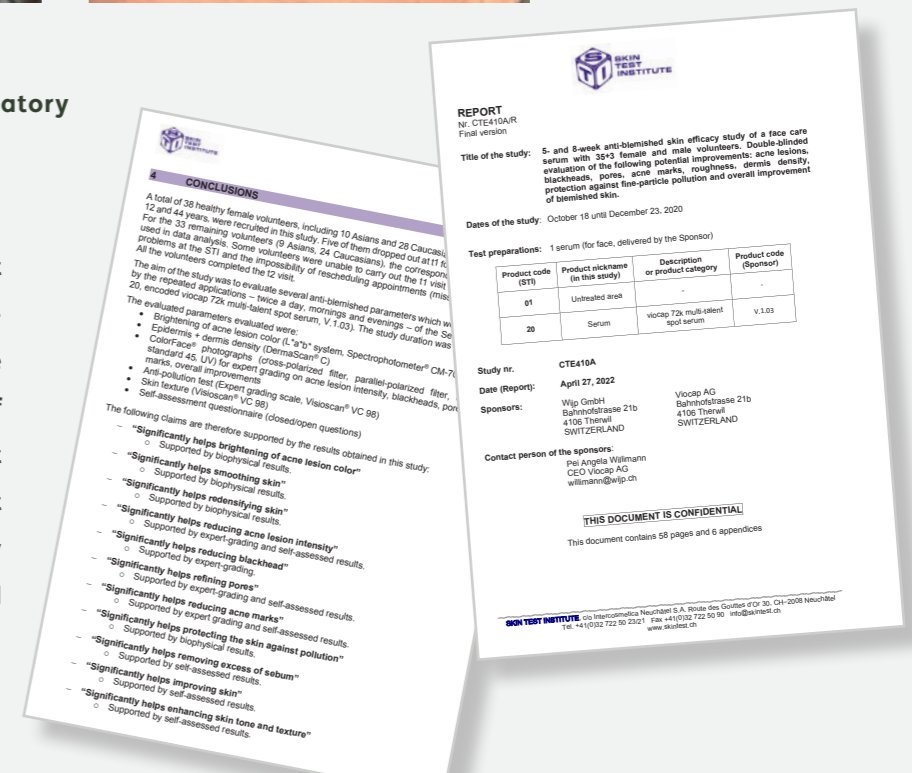 atory
SKIN
TEST
INSTITUTE
4 CONCLUSIONS
A total of 38 healthy female volunteers, including 10 Asians and 28
12 and 44 years, were recruited in this study. Five of them dropped out at t1
For the 33 remaining volunteers (9 Asians, 24 Caucasians), the
used in data analysis. Some volunteers were unable to carry out the t1 visit
problems at the STI and the impossibility of rescheduling appointments
All the volunteers completed the t2 visit.
The aim of the study was to evaluate several anti-blemished parameters which
by the repeated applications – twice a day, mornings and evenings – of the
20, encoded viocap 72k multi-talent spot serum, V.1.03). The study duration was
The evaluated parameters evaluated were:
• Brightening of acne lesion color (L*a*b* system, Spectrophotometer®
• Epidermis + dermis density (DermaScan® C)
• ColorFace® photographs (cross-polarized filter, parallel-polarized filter,
standard 45, UV) for expert grading on acne lesion intensity, blackheads,
marks, overall improvements
• Anti-pollution test (Expert grading scale, Visioscan® VC 98)
• Skin texture (Visioscan® VC 98)
• Self-assessment questionnaire (closed/open questions)
The following claims are therefore supported by the results obtained in this study:
– “Significantly helps brightening of acne lesion color”
○ Supported by biophysical results.
– “Significantly helps smoothing skin”
○ Supported by biophysical results.
– “Significantly helps redensifying skin”
○ Supported by biophysical results.
– “Significantly helps reducing acne lesion intensity”
○ Supported by expert-grading and self-assessed results.
– “Significantly helps reducing blackhead”
○ Supported by expert-grading.
– “Significantly helps refining pores”
○ Supported by expert-grading and self-assessed results.
– “Significantly helps reducing acne marks”
○ Supported by expert grading and self-assessed results.
– “Significantly helps protecting the skin against pollution”
○ Supported by biophysical results.
– “Significantly helps removing excess of sebum”
○ Supported by self-assessed results.
– “Significantly helps improving skin”
○ Supported by self-assessed results.
– “Significantly helps enhancing skin tone and texture”
○ Supported by self-assessed results.
STI
SKIN
TEST
INSTITUTE
REPORT
Nr. CTE410A/R
Final version
Title of the study: 5- and 8-week anti-blemished skin efficacy study of a face care
serum with 35+3 female and male volunteers. Double-blinded
evaluation of the following potential improvements: acne lesions,
blackheads, pores, acne marks, roughness, dermis density,
protection against fine-particle pollution and overall improvement
of blemished skin.
Dates of the study: October 18 until December 23, 2020
Test preparations: 1 serum (for face, delivered by the Sponsor)
Product code (STI) Product nickname (in this study) Description or product category Product code (Sponsor)
01 Untreated area - -
20 Serum viocap 72k multi-talent spot serum V.1.03
Study nr. CTE410A
Date (Report): April 27, 2022
Sponsors: Wijp GmbH Viocap AG
Bahnhofstrasse 21b Bahnhofstrasse 21b
4106 Therwil 4106 Therwil
SWITZERLAND SWITZERLAND
Contact person of the sponsors:
Pei Angela Willimann
CEO Viocap AG
willimann@wijp.ch
THIS DOCUMENT IS CONFIDENTIAL
This document contains 58 pages and 6 appendices
SKIN TEST INSTITUTE, c/o Intercosmetica Neuchâtel S.A. Route des Gouttes d'Or 30, CH–2008 Neuchâtel
Tel. +41(0)32 722 50 23/21 Fax +41(0)32 722 50 90 info@skintest.ch
www.skintest.ch